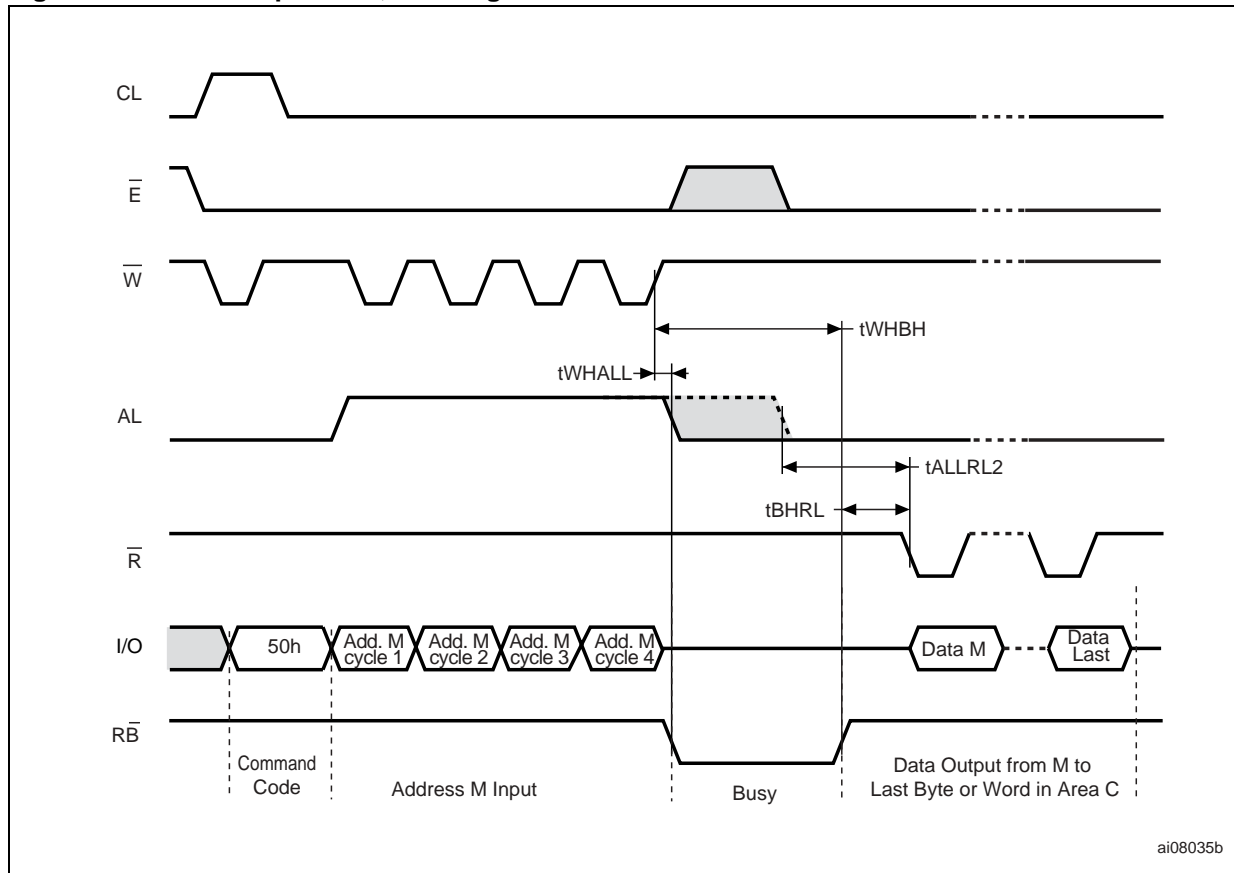 CL
E
W
tWHBH
tWHALL
AL
tALLRL2
tBHRL
R
I/O
50h
Add. M
cycle 1
Add. M
cycle 2
Add. M
cycle 3
Add. M
cycle 4
Data M
Data
Last
RB
Command
Code
Address M Input
Busy
Data Output from M to
Last Byte or Word in Area C
ai08035b